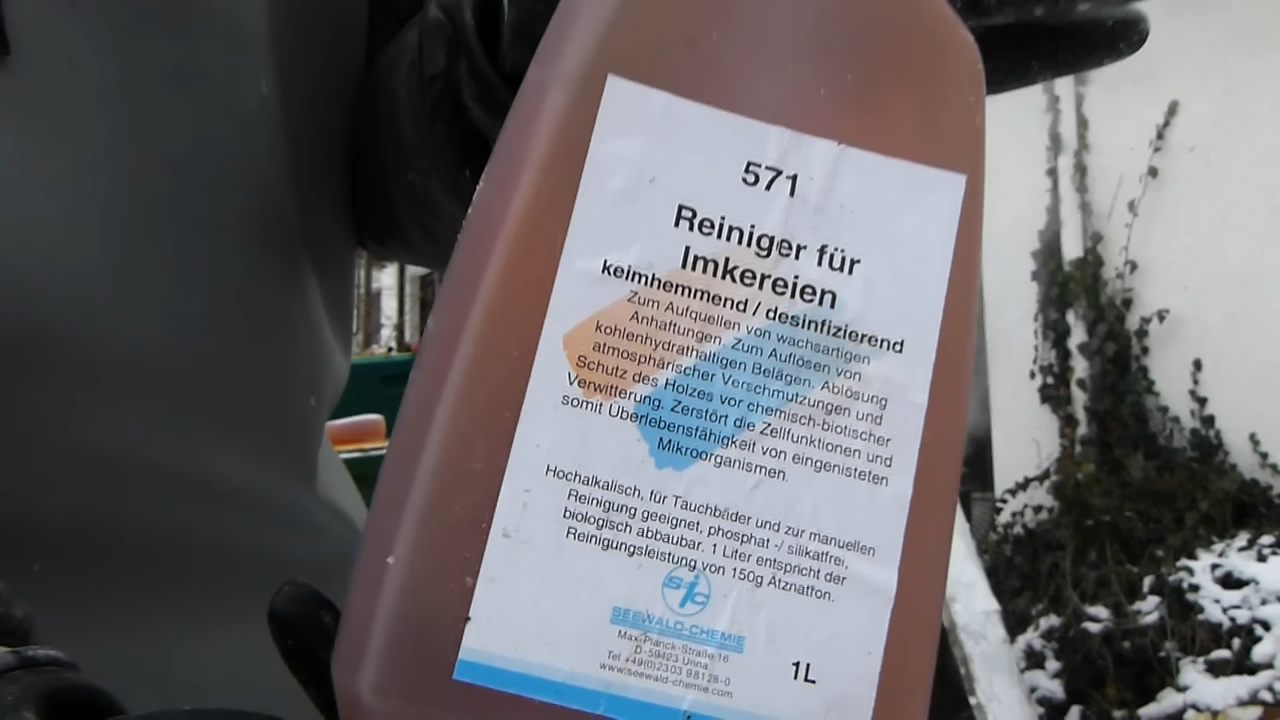 571
Reiniger für
Imkereien
keimhemmend / desinfizierend
Zum Aufquellen von wachsartigen
Anhaftungen. Zum Auflösen von
kohlenhydrathaltigen Belägen. Ablösung
atmosphärischer Verschmutzungen und
Schutz des Holzes vor chemisch-biotischer
Verwitterung. Zerstört die Zellfunktionen und
somit Überlebensfähigkeit von eingenisteten
Mikroorganismen.
Hochalkalisch, für Tauchbäder und zur manuellen
Reinigung geeignet, phosphat -/ silikatfrei,
biologisch abbaubar. 1 Liter entspricht der
Reinigungsleistung von 150g Ätznatron.
sic
SEEWALD-CHEMIE
Max-Planck-Straße 16
D-59423 Unna
Tel +49(0)2303 98128-0
www.seewald-chemie.com
1L